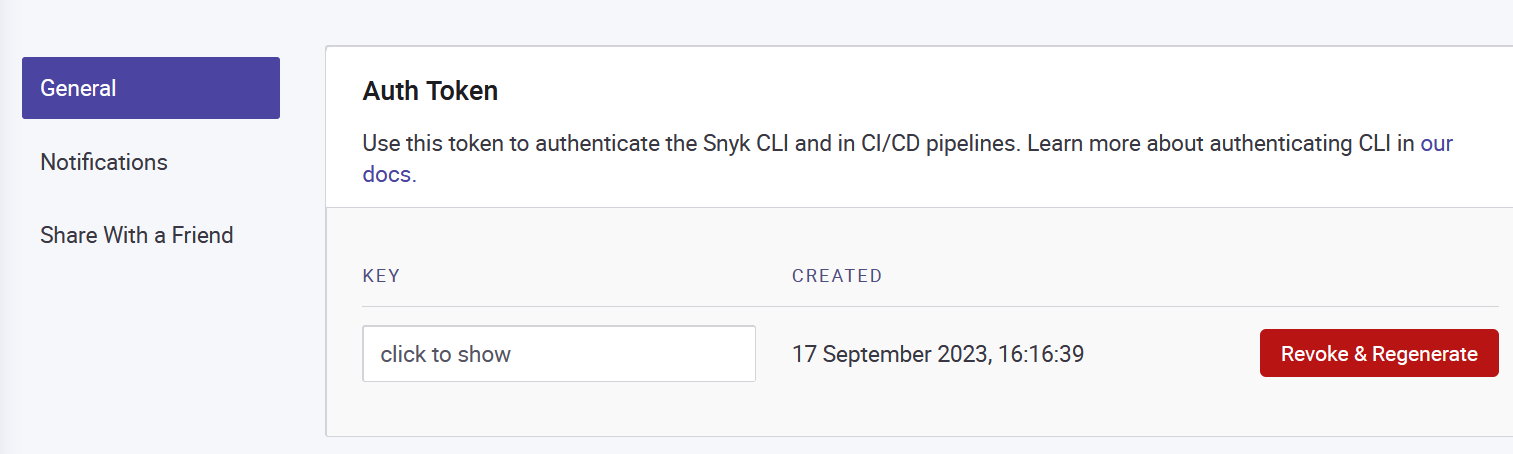 General
Notifications
Share With a Friend
Auth Token
Use this token to authenticate the Snyk CLI and in CI/CD pipelines. Learn more about authenticating CLI in our
docs.
KEY
CREATED
click to show
17 September 2023, 16:16:39
Revoke & Regenerate